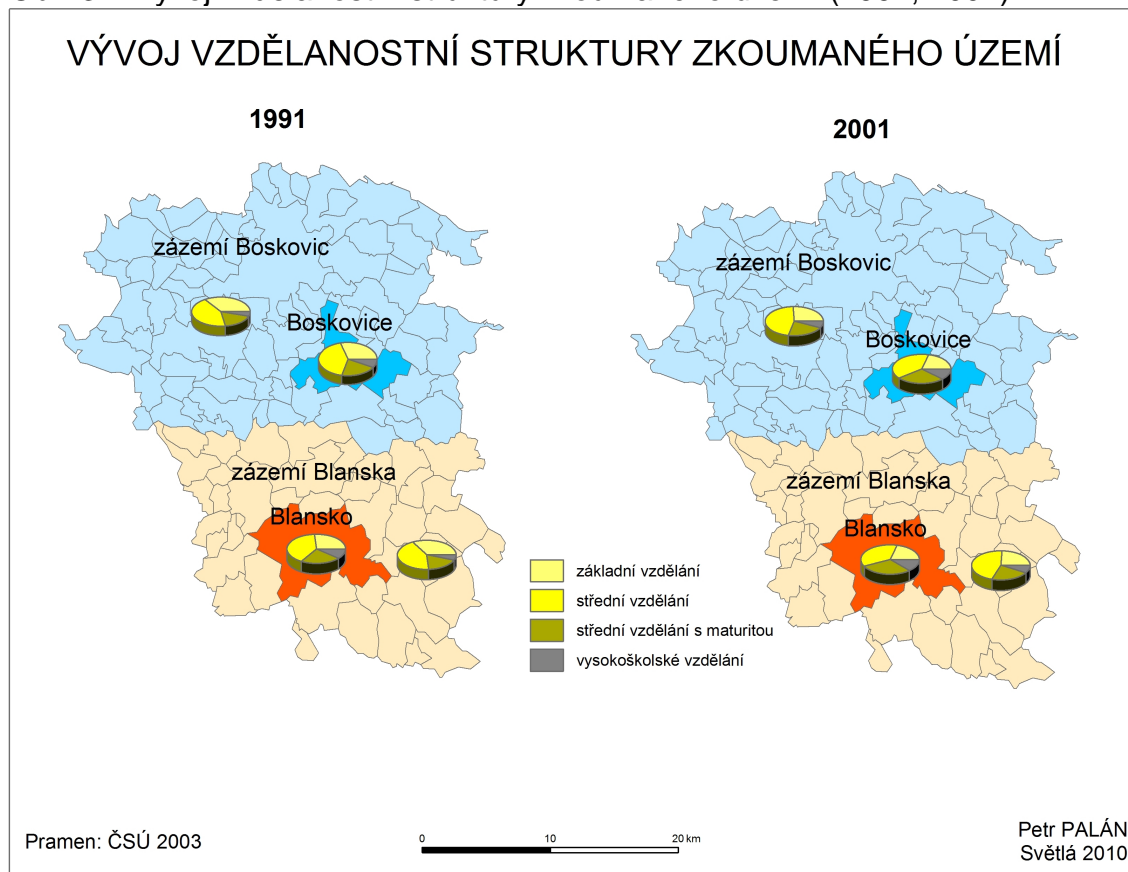 VÝVOJ VZDĚLANOSTNÍ STRUKTURY ZKOUMANÉHO ÚZEMÍ
1991
2001
zázemí Boskovic
Boskovice
zázemí Blanska
Blansko
zázemí Boskovic
Boskovice
zázemí Blanska
Blansko
základní vzdělání
střední vzdělání
střední vzdělání s maturitou
vysokoškolské vzdělání
Pramen: ČSÚ 2003
0 10 20 km
Petr PALÁN
Světlá 2010